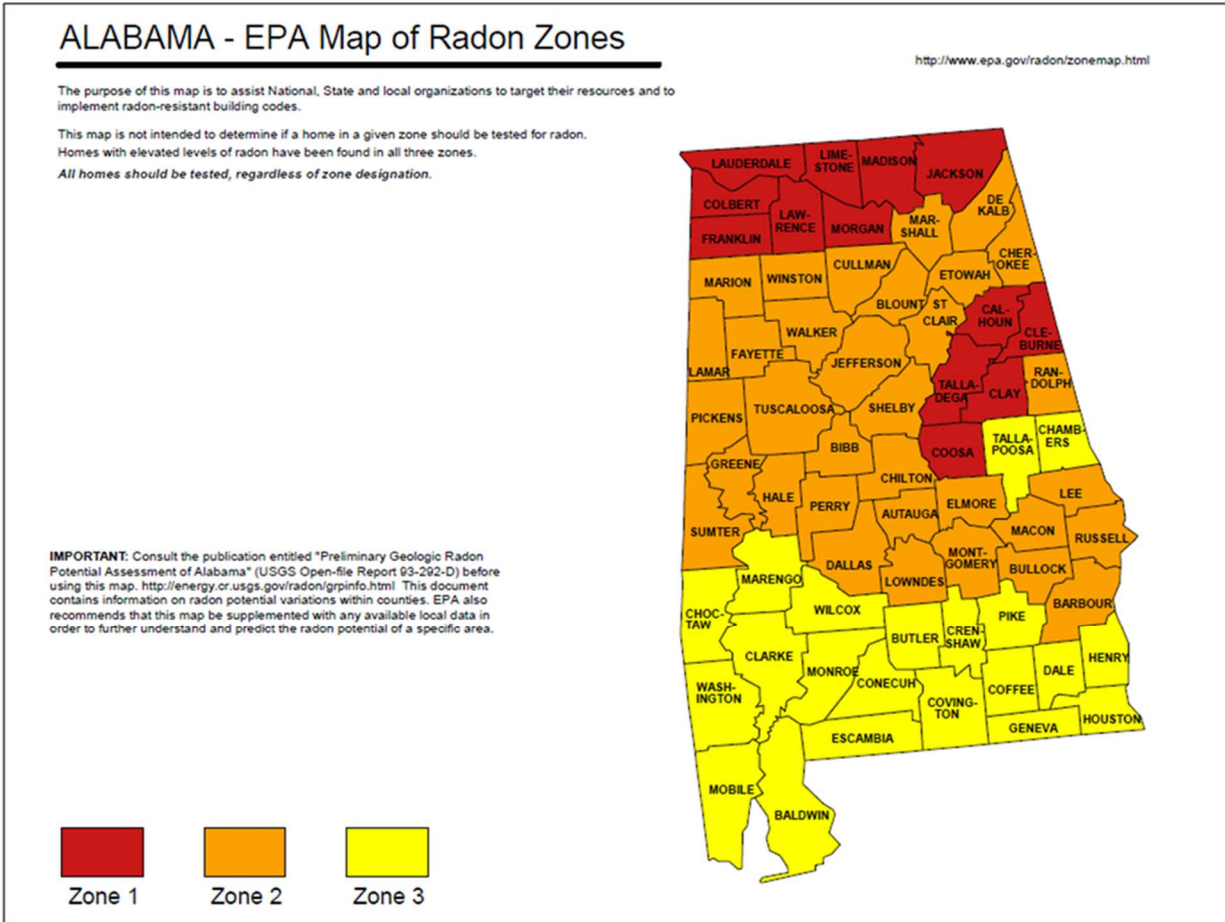 ALABAMA - EPA Map of Radon Zones
http://www.epa.gov/radon/zonemap.html
The purpose of this map is to assist National, State and local organizations to target their resources and to
implement radon-resistant building codes.
This map is not intended to determine if a home in a given zone should be tested for radon.
Homes with elevated levels of radon have been found in all three zones.
All homes should be tested, regardless of zone designation.
LAUDERDALE
LIME-
STONE
MADISON
JACKSON
COLBERT
LAW-
RENCE
FRANKLIN
MORGAN
MAR-
SHALL
DE
KALB
CHER-
OKEE
MARION
WINSTON
CULLMAN
ETOWAH
BLOUNT
ST
CLAIR
CAL-
HOUN
CLE-
BURNE
LAMAR
FAYETTE
WALKER
JEFFERSON
TALLA-
DEGA
CLAY
RAN-
DOLPH
PICKENS
TUSCALOOSA
SHELBY
BIBB
COOSA
TALLA-
POOSA
CHAMB-
ERS
GREENE
HALE
PERRY
CHILTON
AUTAUGA
ELMORE
LEE
SUMTER
MACON
RUSSELL
DALLAS
LOWNDES
MONT-
GOMERY
BULLOCK
BARBOUR
MARENGO
CHOC-
TAW
WILCOX
BUTLER
CREN-
SHAW
PIKE
CLARKE
MONROE
CONECUH
COFFEE
DALE
HENRY
WASH-
INGTON
COVING-
TON
HOUSTON
GENEVA
ESCAMBIA
MOBILE
BALDWIN
IMPORTANT: Consult the publication entitled "Preliminary Geologic Radon
Potential Assessment of Alabama" (USGS Open-file Report 93-292-D) before
using this map. http://energy.cr.usgs.gov/radon/grpinfo.html This document
contains information on radon potential variations within counties. EPA also
recommends that this map be supplemented with any available local data in
order to further understand and predict the radon potential of a specific area.
Zone 1
Zone 2
Zone 3